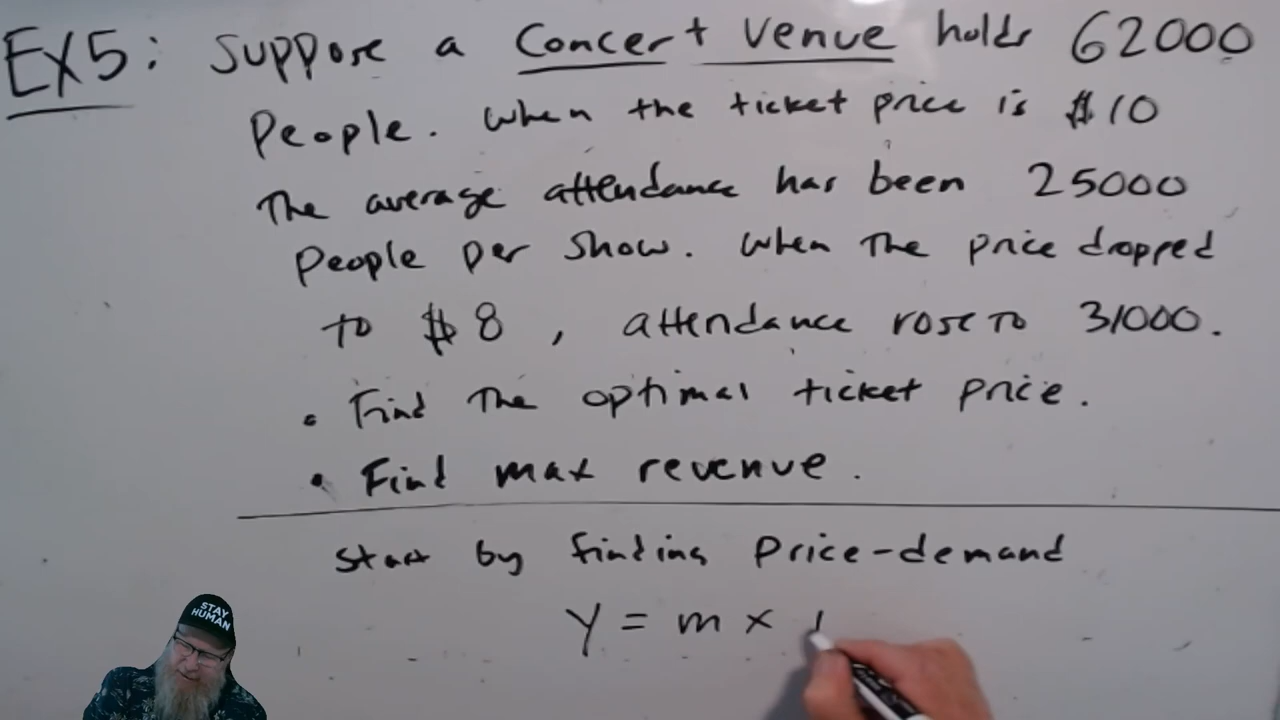 EX5: Suppose a Concert Venue holds 62000
People. When the ticket price is $10
The average attendance has been 25000
People per show. When the price dropped
to $8, attendance rose to 31000.
• Find the optimal ticket price.
• Find max revenue.
Start by finding Price-demand
y = mx
STAY
HUMAN